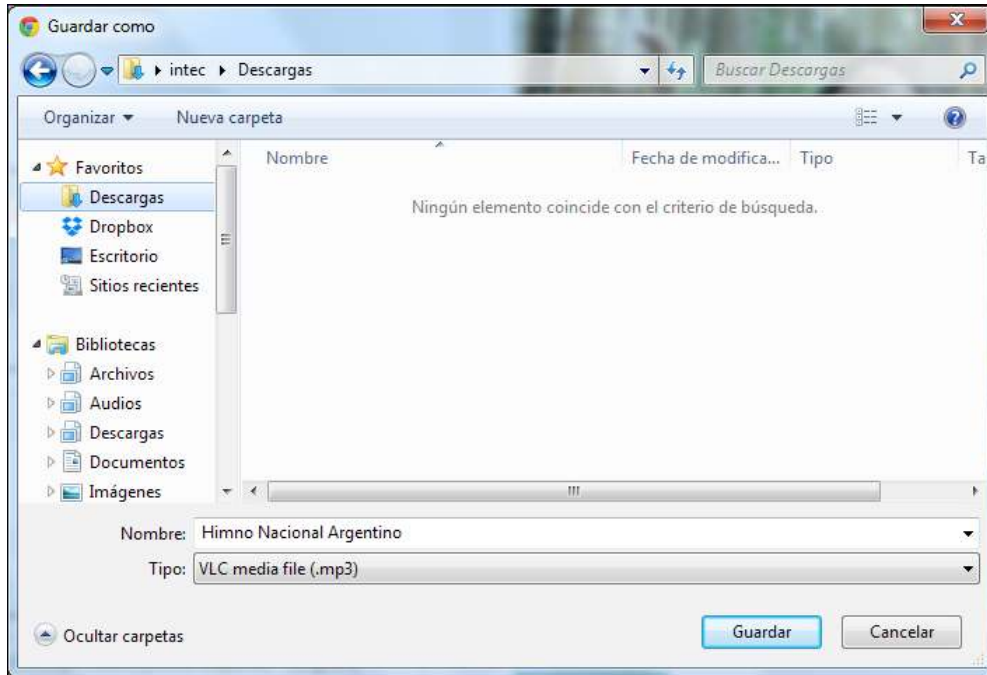 Guardar como
intec Descargas
Buscar Descargas
Organizar Nueva carpeta
Nombre Fecha de modifica... Tipo Ta
Ningún elemento coincide con el criterio de búsqueda.
Favoritos
Descargas
Dropbox
Escritorio
Sitios recientes
Bibliotecas
Archivos
Audios
Descargas
Documentos
Imágenes
Nombre: Himno Nacional Argentino
Tipo: VLC media file (.mp3)
Ocultar carpetas Guardar Cancelar